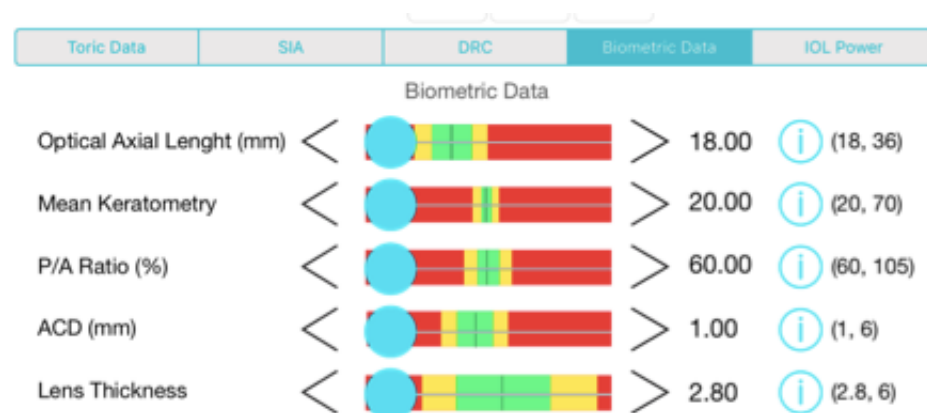 Toric Data SIA DRC Biometric Data IOL Power
Biometric Data
Optical Axial Lenght (mm) 18.00 i (18, 36)
Mean Keratometry 20.00 i (20, 70)
P/A Ratio (%) 60.00 i (60, 105)
ACD (mm) 1.00 i (1, 6)
Lens Thickness 2.80 i (2.8, 6)